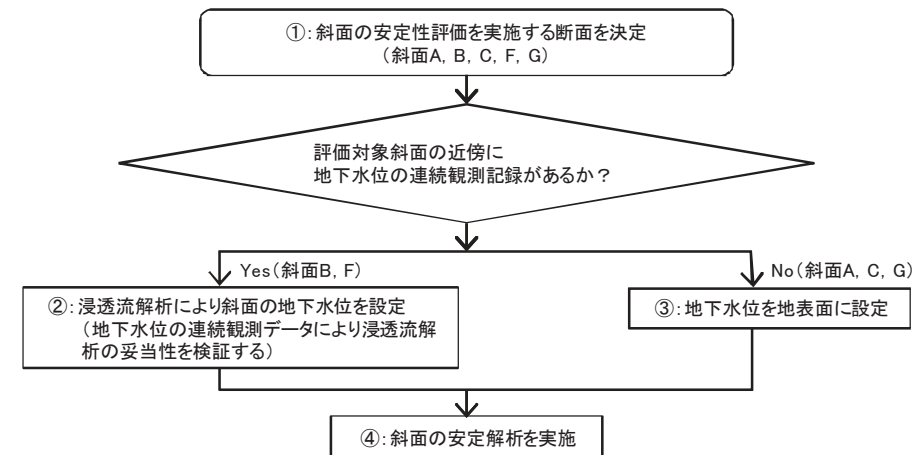 ①:斜面の安定性評価を実施する断面を決定
(斜面A, B, C, F, G)
評価対象斜面の近傍に
地下水位の連続観測記録があるか?
Yes(斜面B, F)
No(斜面A, C, G)
②:浸透流解析により斜面の地下水位を設定
(地下水位の連続観測データにより浸透流解
析の妥当性を検証する)
③:地下水位を地表面に設定
④:斜面の安定解析を実施